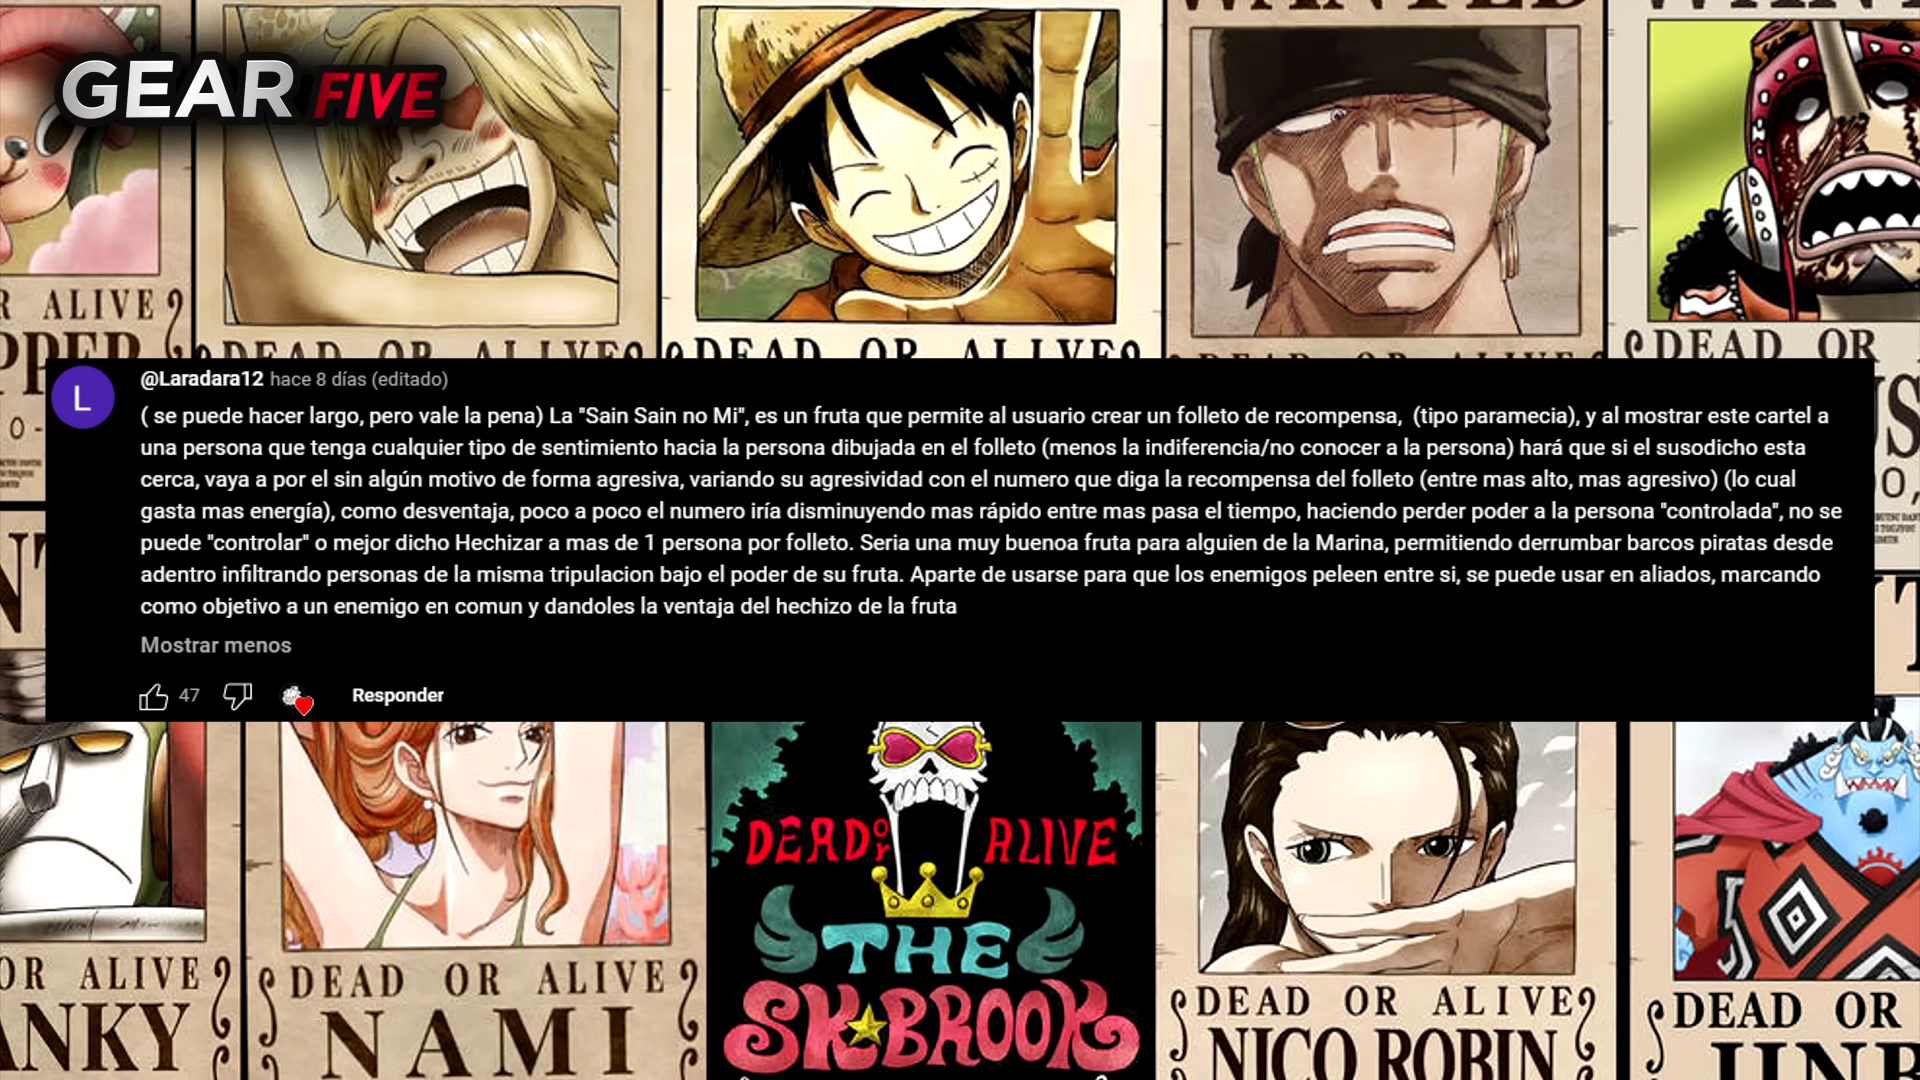 WANTED
GEAR FIVE
R ALIVE
DEAD OR ALIVE
DEAD OR ALIVE
DEAD OR
PPER
@Laradara12 hace 8 días (editado)
L
( se puede hacer largo, pero vale la pena) La "Sain Sain no Mi", es un fruta que permite al usuario crear un folleto de recompensa, (tipo paramecia), y al mostrar este cartel a
una persona que tenga cualquier tipo de sentimiento hacia la persona dibujada en el folleto (menos la indiferencia/no conocer a la persona) hará que si el susodicho esta
cerca, vaya a por el sin algún motivo de forma agresiva, variando su agresividad con el numero que diga la recompensa del folleto (entre mas alto, mas agresivo) (lo cual
gasta mas energía), como desventaja, poco a poco el numero iría disminuyendo mas rápido entre mas pasa el tiempo, haciendo perder poder a la persona "controlada", no se
puede "controlar" o mejor dicho Hechizar a mas de 1 persona por folleto. Seria una muy buenoa fruta para alguien de la Marina, permitiendo derrumbar barcos piratas desde
adentro infiltrando personas de la misma tripulacion bajo el poder de su fruta. Aparte de usarse para que los enemigos peleen entre si, se puede usar en aliados, marcando
como objetivo a un enemigo en comun y dandoles la ventaja del hechizo de la fruta
Mostrar menos
47 Responder
DEAD OR ALIVE
THE
SK BROOK
OR ALIVE
ANKY
DEAD OR ALIVE
NAMI
DEAD OR ALIVE
NICO ROBIN
DEAD OR